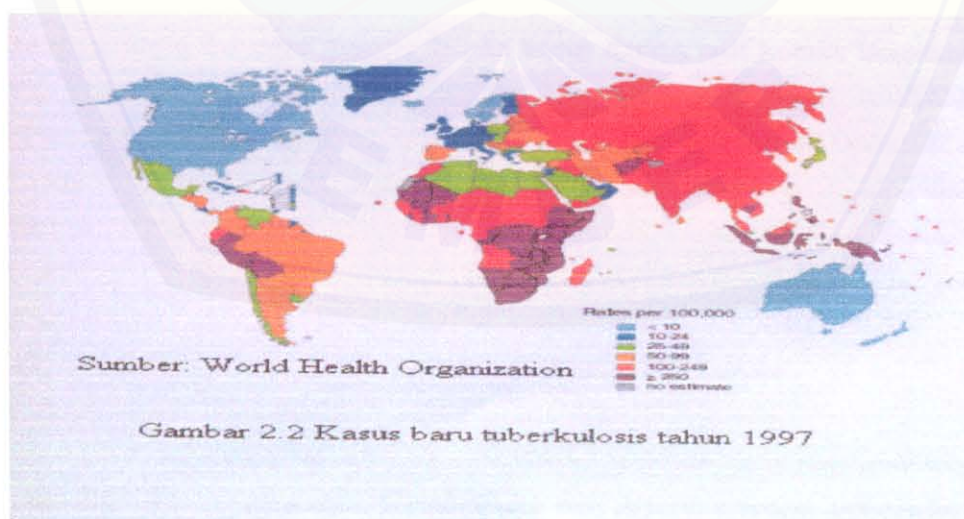 Rates per 100,000
< 10
10-24
25-49
50-99
100-249
≥ 250
no estimate
Sumber: World Health Organization
Gambar 2.2 Kasus baru tuberkulosis tahun 1997